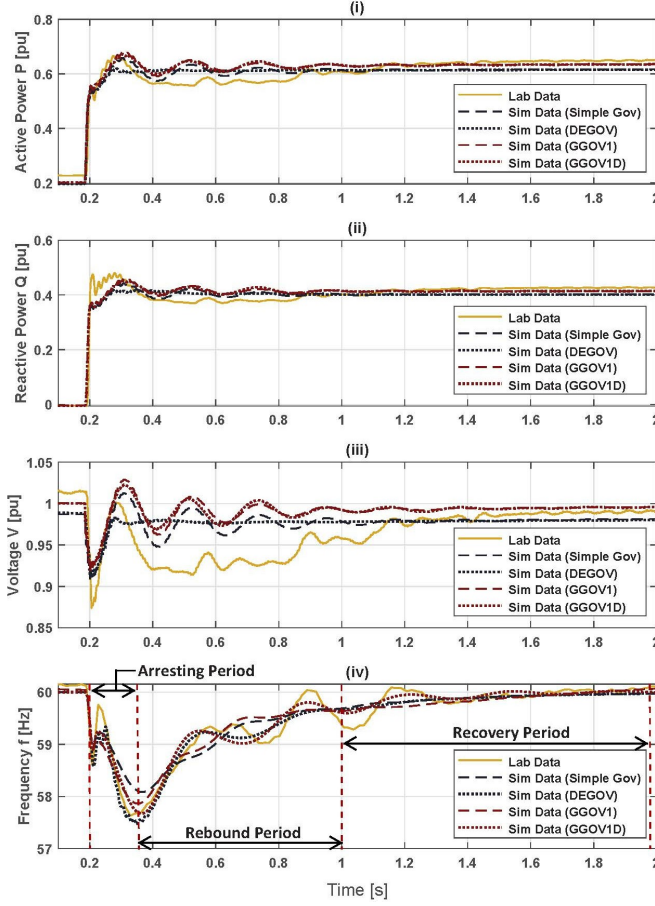 (i)
Active Power P [pu]
0.8
0.6
0.4
0.2
0.2 0.4 0.6 0.8 1 1.2 1.4 1.6 1.8 2
Lab Data
Sim Data (Simple Gov)
Sim Data (DEGOV)
Sim Data (GGOV1)
Sim Data (GGOV1D)
(ii)
Reactive Power Q [pu]
0.6
0.4
0.2
0
0.2 0.4 0.6 0.8 1 1.2 1.4 1.6 1.8 2
Lab Data
Sim Data (Simple Gov)
Sim Data (DEGOV)
Sim Data (GGOV1)
Sim Data (GGOV1D)
(iii)
Voltage V [pu]
1.05
1
0.95
0.9
0.85
0.2 0.4 0.6 0.8 1 1.2 1.4 1.6 1.8 2
Lab Data
Sim Data (Simple Gov)
Sim Data (DEGOV)
Sim Data (GGOV1)
Sim Data (GGOV1D)
Arresting Period
(iv)
Frequency f [Hz]
60
59
58
57
Recovery Period
Lab Data
Sim Data (Simple Gov)
Sim Data (DEGOV)
Sim Data (GGOV1)
Sim Data (GGOV1D)
Rebound Period
0.2 0.4 0.6 0.8 1 1.2 1.4 1.6 1.8 2
Time [s]